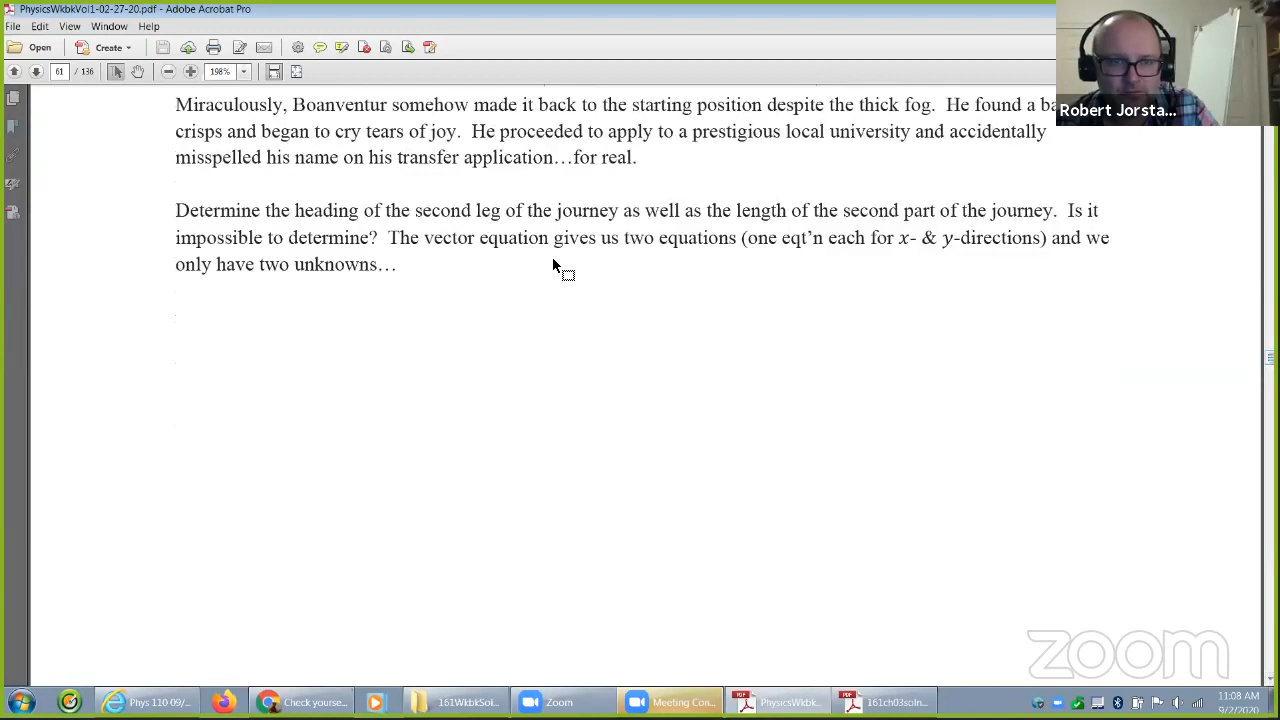 PhysicsWkbkVol1-02-27-20.pdf - Adobe Acrobat Pro
File Edit View Window Help
Open Create
61 / 136 198%
Robert Jorsta...
Miraculously, Boanventur somehow made it back to the starting position despite the thick fog. He found a ba
crisps and began to cry tears of joy. He proceeded to apply to a prestigious local university and accidentally
misspelled his name on his transfer application…for real.
Determine the heading of the second leg of the journey as well as the length of the second part of the journey. Is it
impossible to determine? The vector equation gives us two equations (one eqt’n each for x- & y-directions) and we
only have two unknowns…
zoom
Phys 110 09/... Check yourse... 161WkbkSol... Zoom Meeting Con... PhysicsWkbk... 161ch03soln...
11:08 AM
9/2/2020